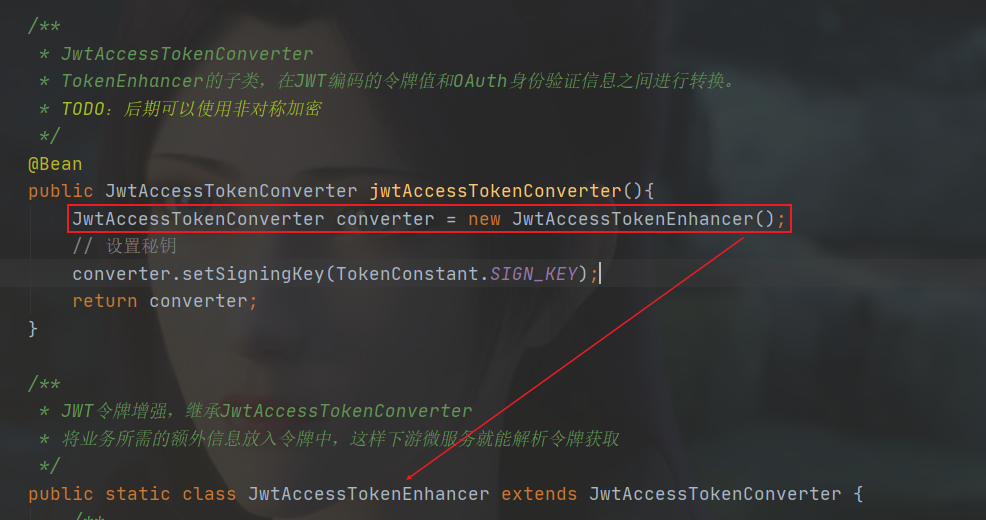 /**
* JwtAccessTokenConverter
* TokenEnhancer的子类，在JWT编码的令牌值和OAuth身份验证信息之间进行转换。
* TODO：后期可以使用非对称加密
*/
@Bean
public JwtAccessTokenConverter jwtAccessTokenConverter(){
JwtAccessTokenConverter converter = new JwtAccessTokenEnhancer();
// 设置秘钥
converter.setSigningKey(TokenConstant.SIGN_KEY);
return converter;
}
/**
* JWT令牌增强，继承JwtAccessTokenConverter
* 将业务所需的额外信息放入令牌中，这样下游微服务就能解析令牌获取
*/
public static class JwtAccessTokenEnhancer extends JwtAccessTokenConverter {
/**